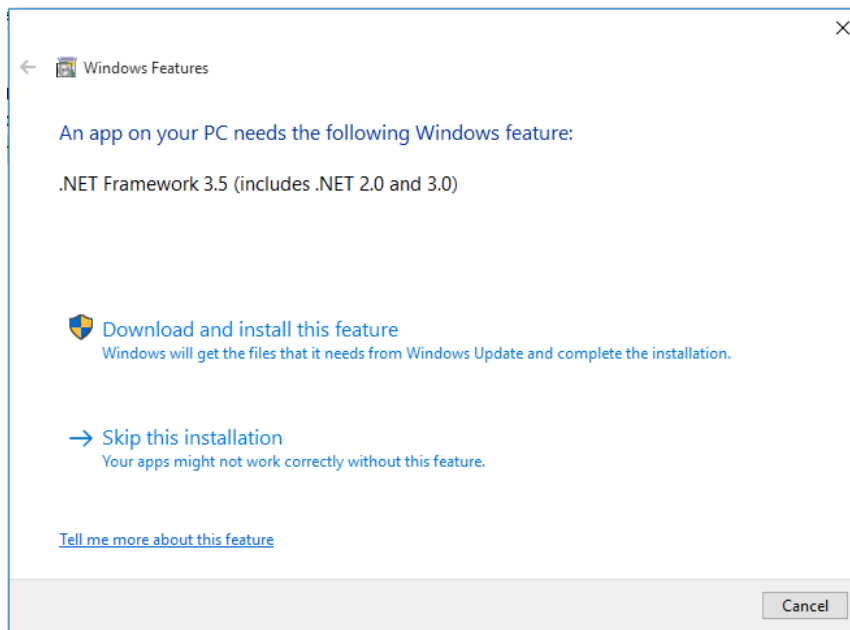 Windows Features
An app on your PC needs the following Windows feature:
.NET Framework 3.5 (includes .NET 2.0 and 3.0)
Download and install this feature
Windows will get the files that it needs from Windows Update and complete the installation.
Skip this installation
Your apps might not work correctly without this feature.
Tell me more about this feature
Cancel